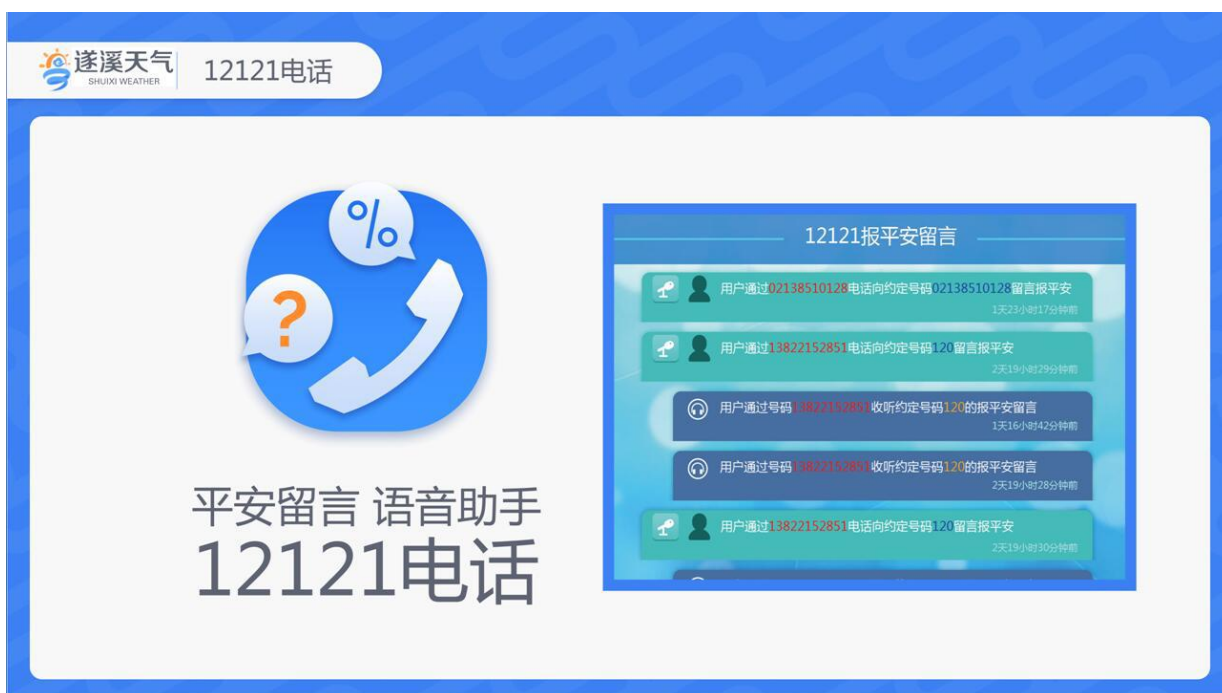 遂溪天气
SHUIXI WEATHER
12121电话
%
?
平安留言 语音助手
12121电话
12121报平安留言
用户通过02138510128电话向约定号码02138510128留言报平安
1天23小时17分钟前
用户通过13822152851电话向约定号码120留言报平安
2天19小时29分钟前
用户通过号码13822152851收听约定号码120的报平安留言
1天16小时42分钟前
用户通过号码13822152851收听约定号码120的报平安留言
2天19小时28分钟前
用户通过13822152851电话向约定号码120留言报平安
2天19小时30分钟前